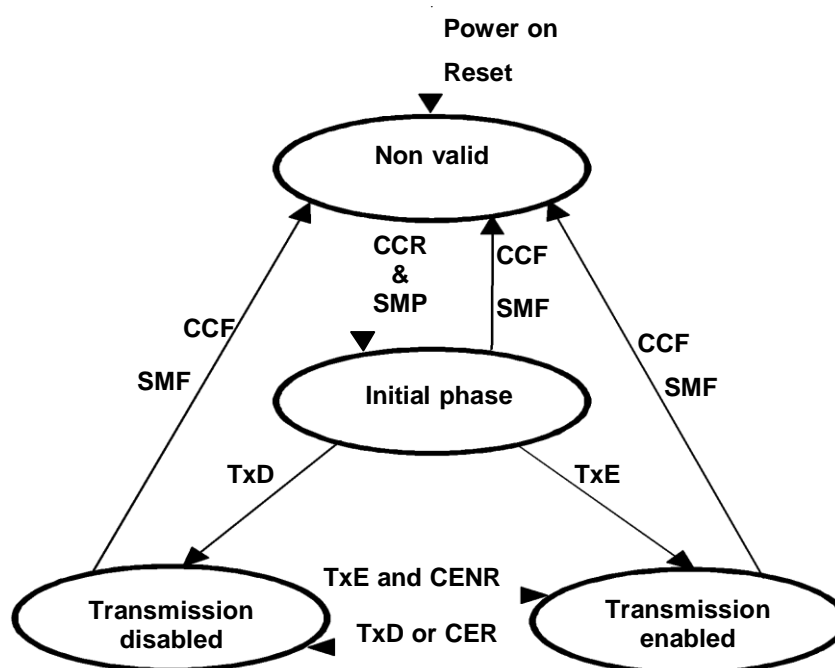 Power on
Reset
Non valid
CCR
&
SMP
CCF
SMF
CCF
SMF
CCF
SMF
Initial phase
TxD
TxE
TxE and CENR
TxD or CER
Transmission
disabled
Transmission
enabled